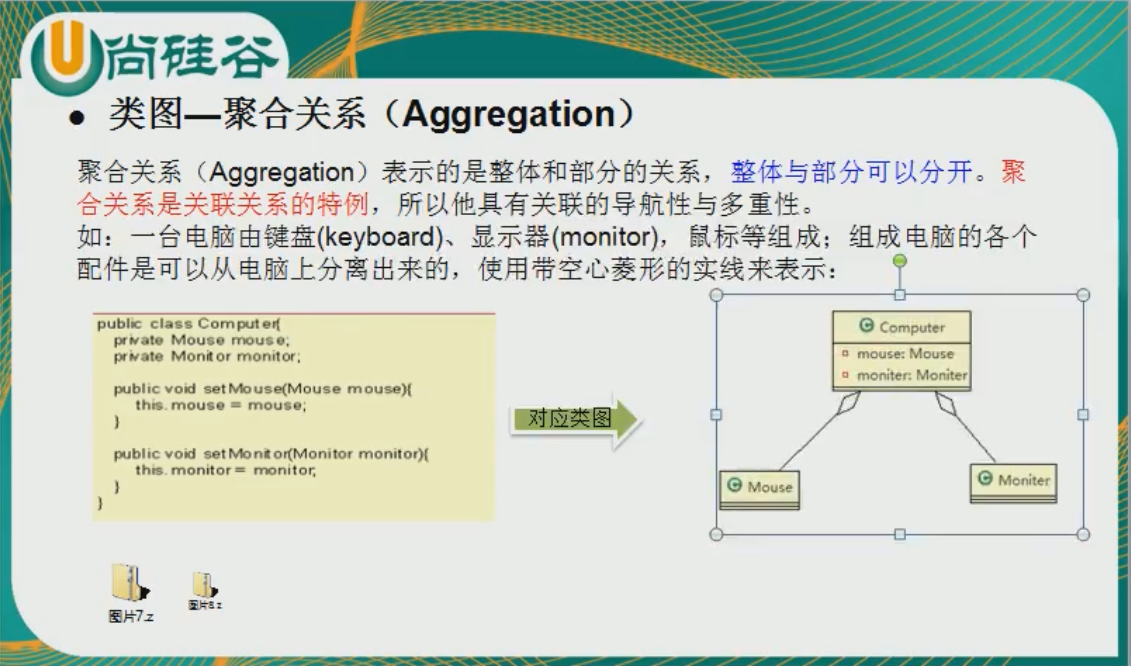 尚硅谷
● 类图—聚合关系（Aggregation）
聚合关系（Aggregation）表示的是整体和部分的关系，整体与部分可以分开。聚
合关系是关联关系的特例，所以他具有关联的导航性与多重性。
如：一台电脑由键盘(keyboard)、显示器(monitor)，鼠标等组成；组成电脑的各个
配件是可以从电脑上分离出来的，使用带空心菱形的实线来表示：
public class Computer{
private Mouse mouse;
private Monitor monitor;
public void setMouse(Mouse mouse){
this.mouse = mouse;
}
public void setMonitor(Monitor monitor){
this.monitor = monitor;
}
}
对应类图
C Computer
mouse: Mouse
moniter: Moniter
C Mouse
C Moniter
图片7.z
图片8.z